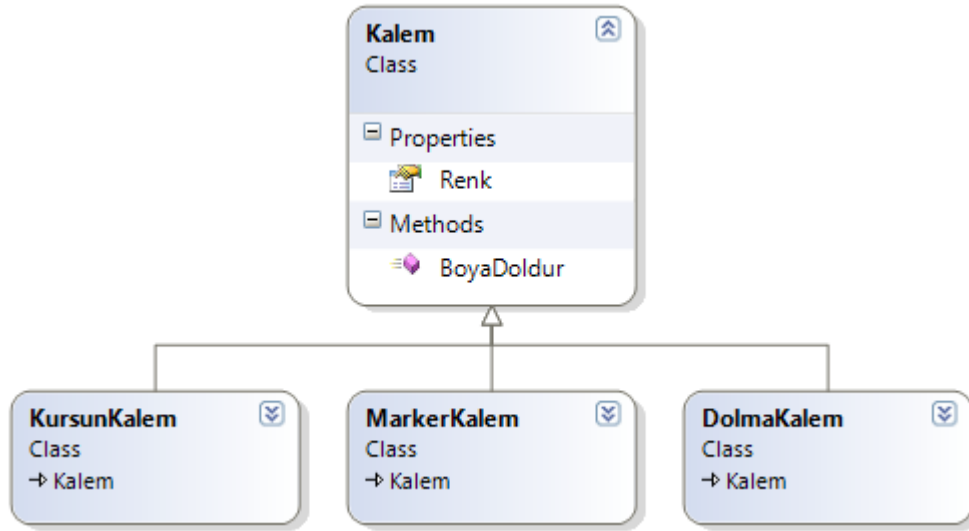 Kalem
Class
Properties
Renk
Methods
BoyaDoldur
KursunKalem
Class
Kalem
MarkerKalem
Class
Kalem
DolmaKalem
Class
Kalem